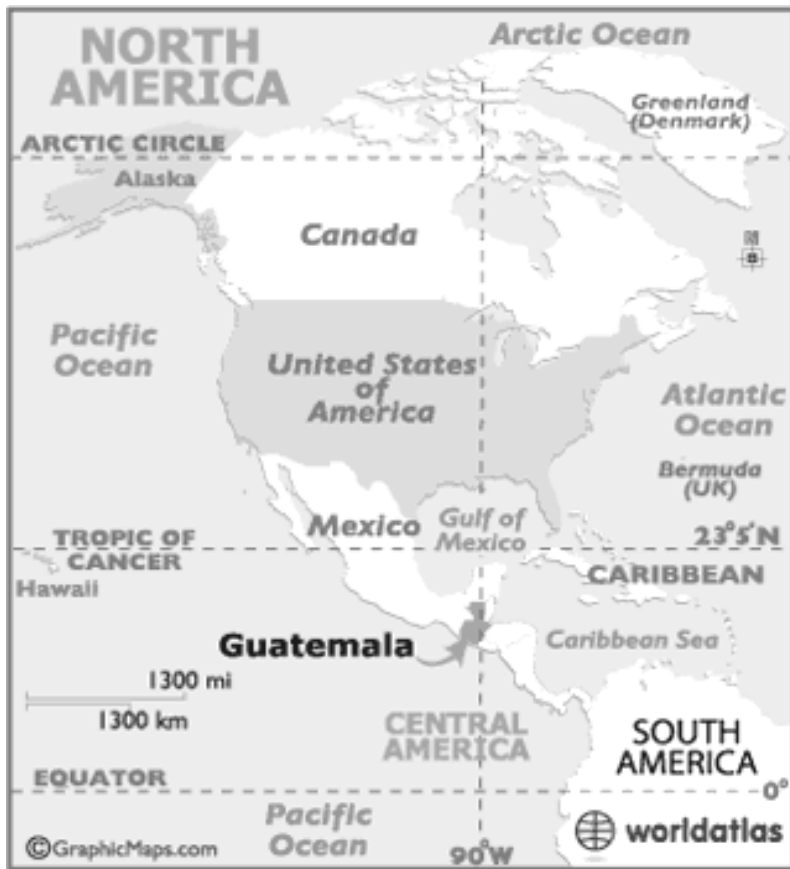 NORTH
AMERICA
Arctic Ocean
Greenland
(Denmark)
ARCTIC CIRCLE
Alaska
Canada
N
Pacific
Ocean
United States
of
America
Atlantic
Ocean
Bermuda
(UK)
Mexico
Gulf of
Mexico
23°5'N
TROPIC OF
CANCER
Hawaii
CARIBBEAN
Guatemala
Caribbean Sea
1300 mi
1300 km
CENTRAL
AMERICA
SOUTH
AMERICA
EQUATOR
0°
Pacific
Ocean
worldatlas
©GraphicMaps.com
90°W